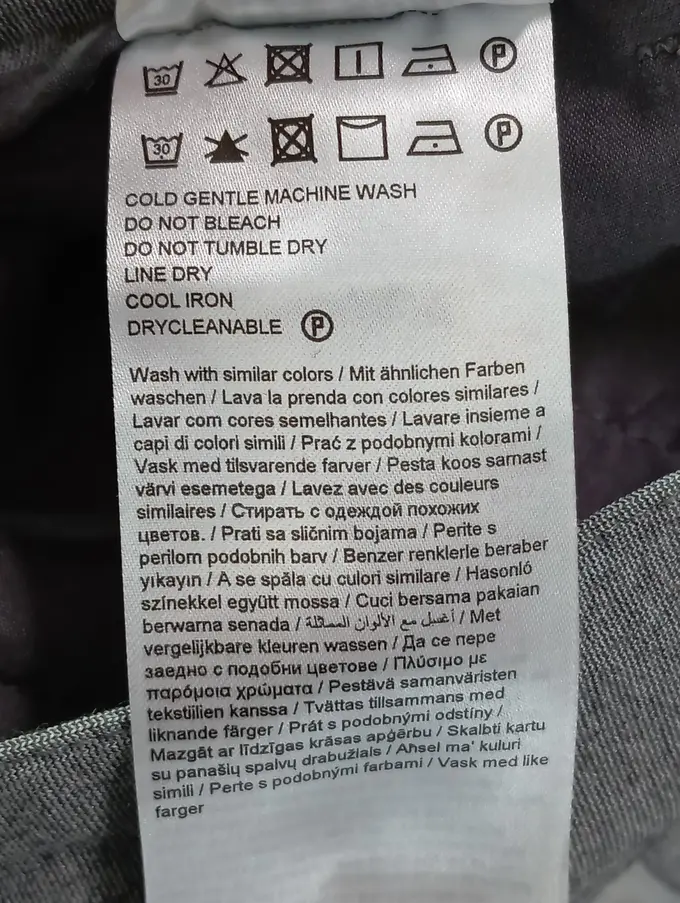 30 P
30 P
COLD GENTLE MACHINE WASH
DO NOT BLEACH
DO NOT TUMBLE DRY
LINE DRY
COOL IRON
DRYCLEANABLE P
Wash with similar colors / Mit ähnlichen Farben
waschen / Lava la prenda con colores similares /
Lavar com cores semelhantes / Lavare insieme a
capi di colori simili / Prać z podobnymi kolorami /
Vask med tilsvarende farver / Pesta koos sarnast
värvi esemetega / Lavez avec des couleurs
similaires / Стирать с одеждой похожих
цветов. / Prati sa sličnim bojama / Perite s
perilom podobnih barv / Benzer renklerle beraber
yıkayın / A se spăla cu culori similare / Hasonló
színekkel együtt mossa / Cuci bersama pakaian
berwarna senada / أغسل مع الألوان المماثلة / Met
vergelijkbare kleuren wassen / Да се пере
заедно с подобни цветове / Πλύσιμο με
παρόμοια χρώματα / Pestävä samanväristen
tekstiilien kanssa / Tvättas tillsammans med
liknande färger / Prát s podobnými odstíny /
Mazgāt ar līdzīgas krāsas apģērbu / Skalbti kartu
su panašių spalvų drabužiais / Aħsel ma' kuluri
simili / Perte s podobnými farbami / Vask med like
farger